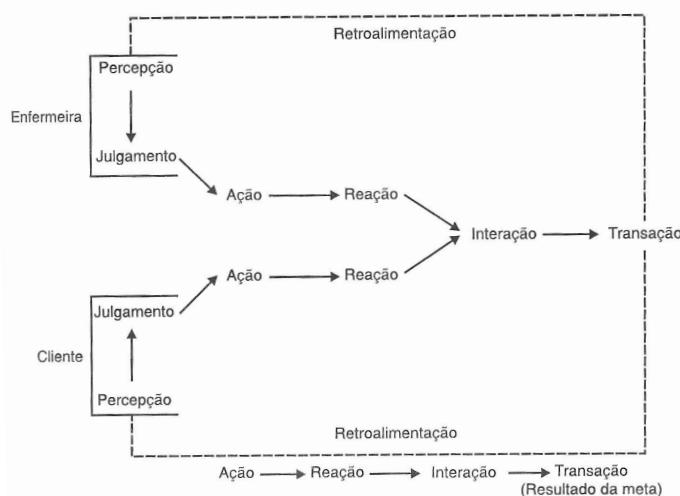 Retroalimentação
Percepção
Enfermeira
Julgamento
Ação
Reação
Interação
Transação
Ação
Reação
Julgamento
Cliente
Percepção
Retroalimentação
Ação Reação Interação Transação
(Resultado da meta)